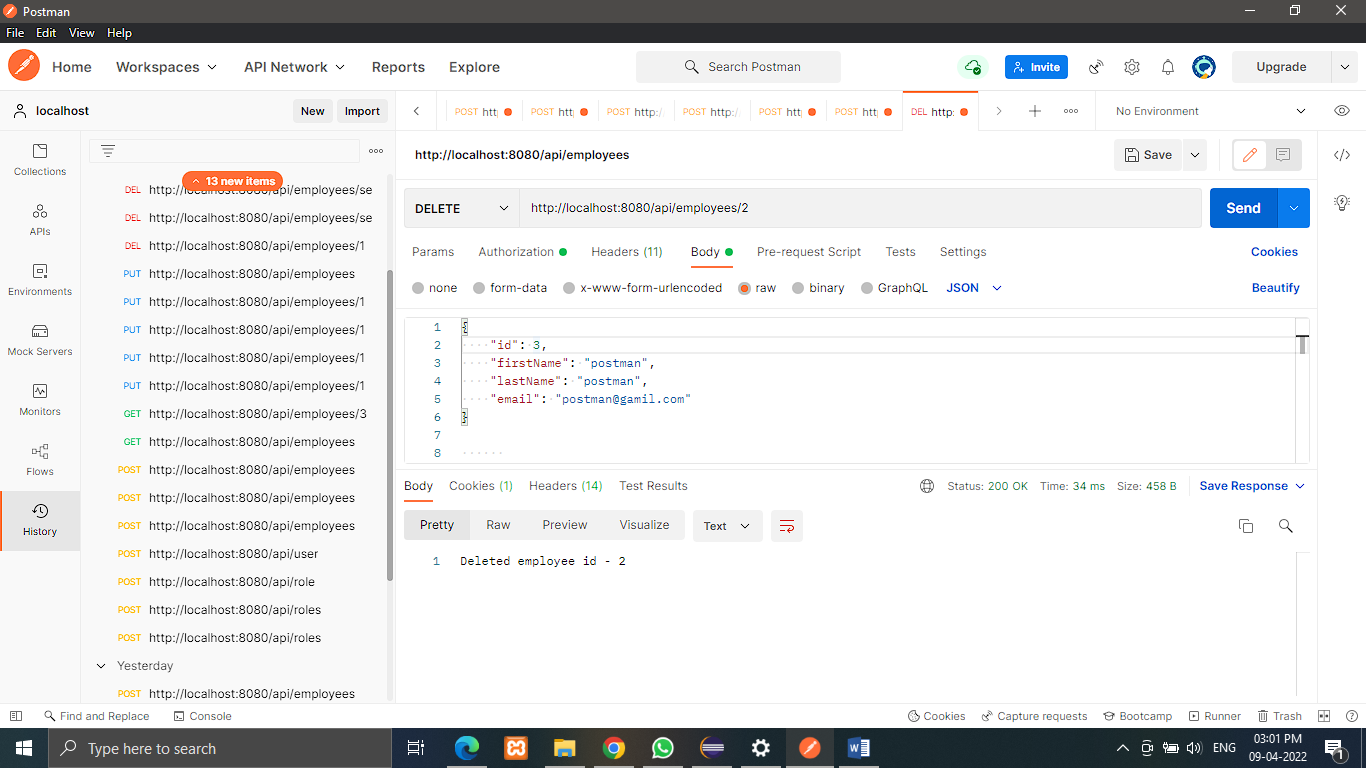 Postman
File Edit View Help
Home Workspaces API Network Reports Explore Search Postman Invite Upgrade
localhost New Import
POST http
POST http
POST http:/
POST http:/
POST http
POST http
DEL http:
No Environment
Collections
APIs
Environments
Mock Servers
Monitors
Flows
History
13 new items
DEL http://localhost:8080/api/employees/se
DEL http://localhost:8080/api/employees/se
DEL http://localhost:8080/api/employees/1
PUT http://localhost:8080/api/employees
PUT http://localhost:8080/api/employees/1
PUT http://localhost:8080/api/employees/1
PUT http://localhost:8080/api/employees/1
PUT http://localhost:8080/api/employees/1
GET http://localhost:8080/api/employees/3
GET http://localhost:8080/api/employees
POST http://localhost:8080/api/employees
POST http://localhost:8080/api/employees
POST http://localhost:8080/api/employees
POST http://localhost:8080/api/user
POST http://localhost:8080/api/role
POST http://localhost:8080/api/roles
POST http://localhost:8080/api/roles
Yesterday
POST http://localhost:8080/api/employees
http://localhost:8080/api/employees Save
DELETE http://localhost:8080/api/employees/2 Send
Params Authorization Headers (11) Body Pre-request Script Tests Settings Cookies
none form-data x-www-form-urlencoded raw binary GraphQL JSON Beautify
1 {
2 "id": 3,
3 "firstName": "postman",
4 "lastName": "postman",
5 "email": "postman@gamil.com"
6 }
7
8
Body Cookies (1) Headers (14) Test Results Status: 200 OK Time: 34 ms Size: 458 B Save Response
Pretty Raw Preview Visualize Text
1 Deleted employee id - 2
Find and Replace Console Cookies Capture requests Bootcamp Runner Trash
Type here to search
ENG
03:01 PM
09-04-2022
1